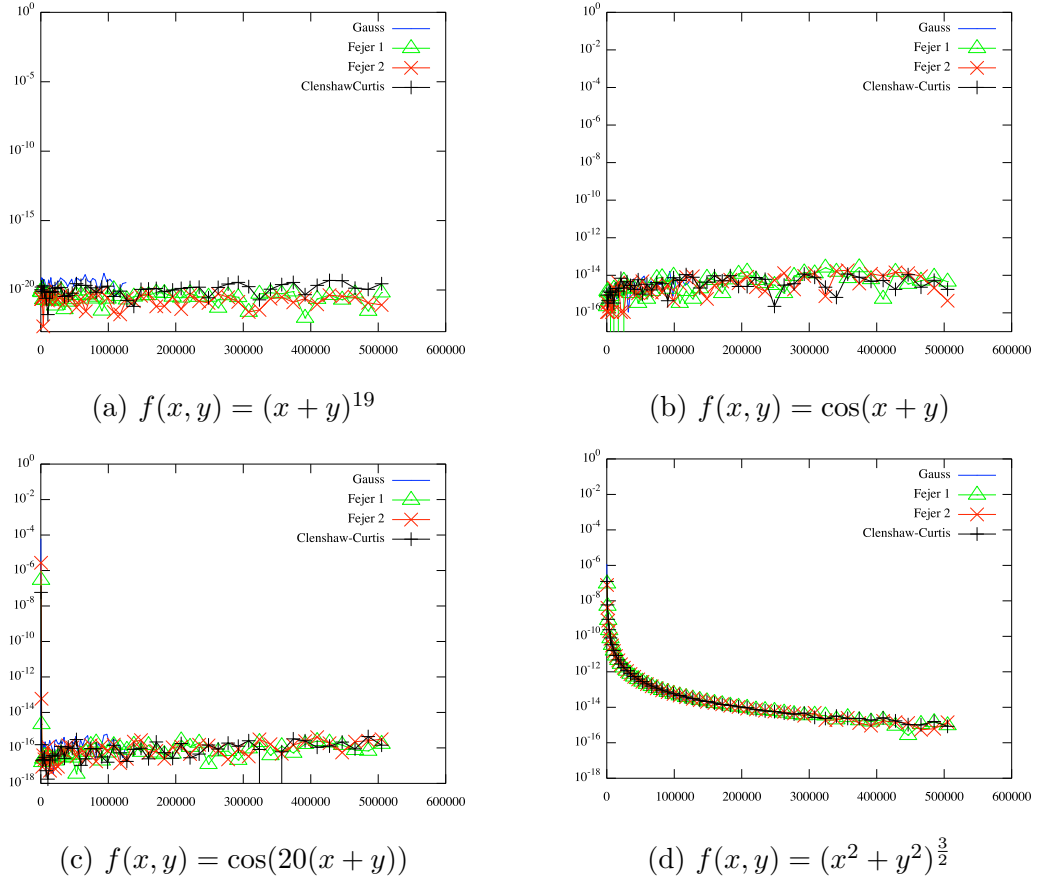 10^0
10^-5
10^-10
10^-15
10^-20
0 100000 200000 300000 400000 500000 600000
Gauss
Fejer 1
Fejer 2
ClenshawCurtis
(a) f(x, y) = (x + y)^19
10^0
10^-2
10^-4
10^-6
10^-8
10^-10
10^-12
10^-14
10^-16
0 100000 200000 300000 400000 500000 600000
Gauss
Fejer 1
Fejer 2
Clenshaw-Curtis
(b) f(x, y) = cos(x + y)
10^0
10^-2
10^-4
10^-6
10^-8
10^-10
10^-12
10^-14
10^-16
10^-18
0 100000 200000 300000 400000 500000 600000
Gauss
Fejer 1
Fejer 2
Clenshaw-Curtis
(c) f(x, y) = cos(20(x + y))
10^0
10^-2
10^-4
10^-6
10^-8
10^-10
10^-12
10^-14
10^-16
10^-18
0 100000 200000 300000 400000 500000 600000
Gauss
Fejer 1
Fejer 2
Clenshaw-Curtis
(d) f(x, y) = (x^2 + y^2)^{3/2}